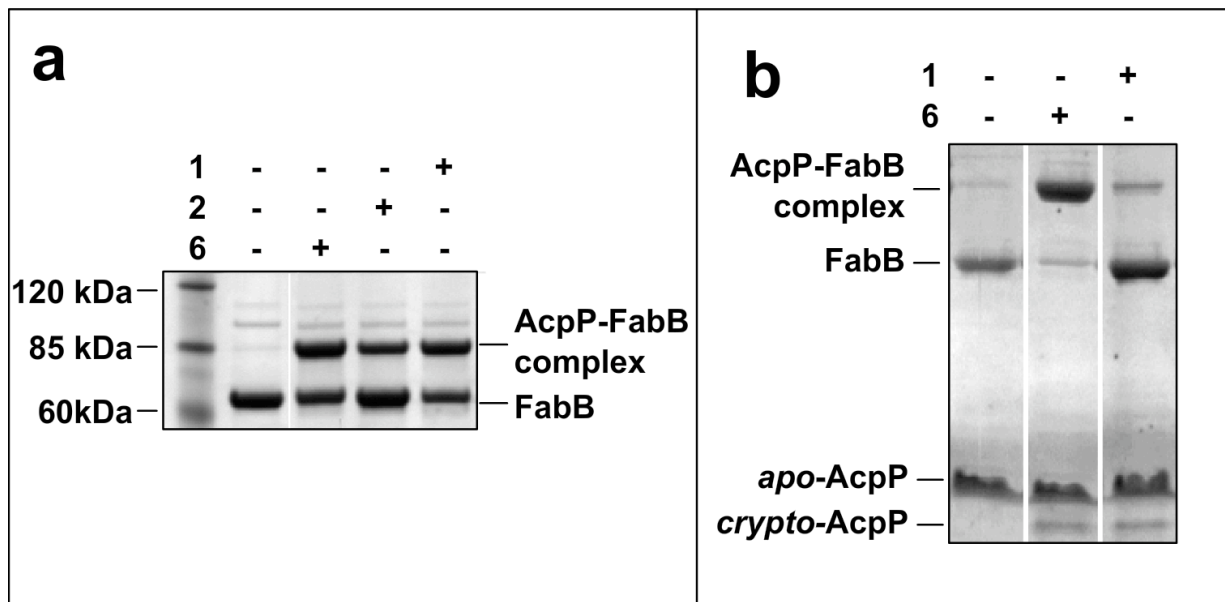 a
1 - - - +
2 - - + -
6 - + - -
120 kDa
85 kDa
60kDa
AcpP-FabB
complex
FabB
b
1 - - +
6 - + -
AcpP-FabB
complex
FabB
apo-AcpP
crypto-AcpP